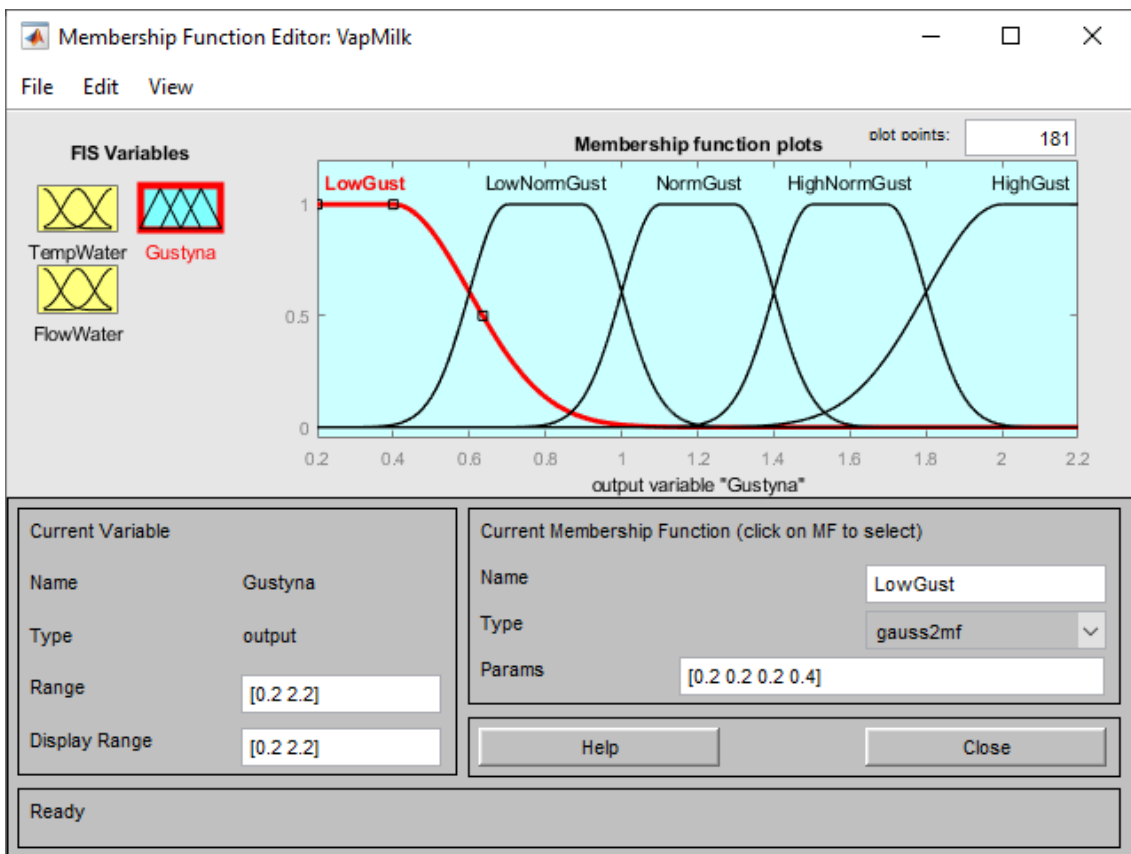 Membership Function Editor: VapMilk
File Edit View
FIS Variables
Membership function plots
plot points:
181
TempWater
Gustyna
FlowWater
LowGust
LowNormGust
NormGust
HighNormGust
HighGust
1
0.5
0
0.2 0.4 0.6 0.8 1 1.2 1.4 1.6 1.8 2 2.2
output variable "Gustyna"
Current Variable
Name Gustyna
Type output
Range [0.2 2.2]
Display Range [0.2 2.2]
Current Membership Function (click on MF to select)
Name LowGust
Type gauss2mf
Params [0.2 0.2 0.2 0.4]
Help
Close
Ready